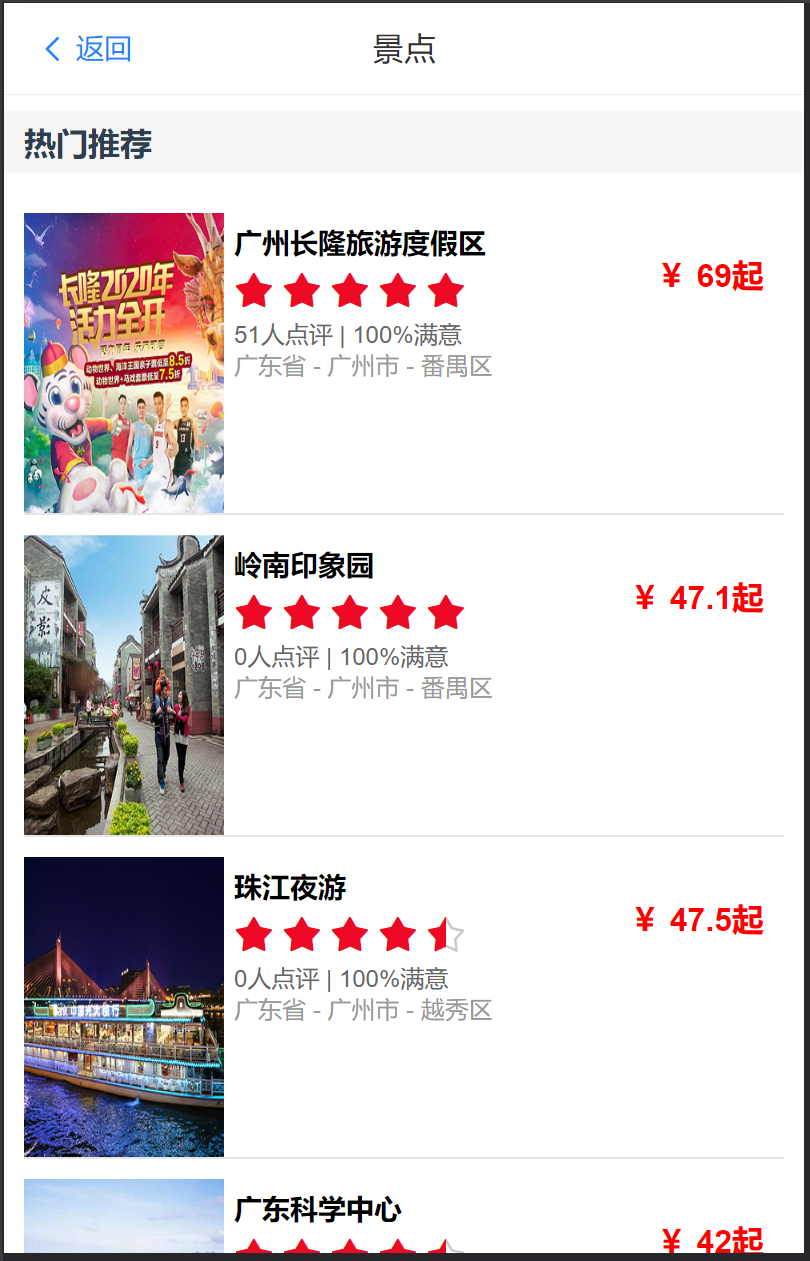 返回
景点
热门推荐
广州长隆旅游度假区
¥ 69起
51人点评 | 100%满意
广东省 - 广州市 - 番禺区
长隆2020年
活力全开
动物世界、海洋王国亲子票低至8.5折
动物世界+马戏套票低至7.5折
岭南印象园
¥ 47.1起
0人点评 | 100%满意
广东省 - 广州市 - 番禺区
皮影
珠江夜游
¥ 47.5起
0人点评 | 100%满意
广东省 - 广州市 - 越秀区
广东科学中心
¥ 42起